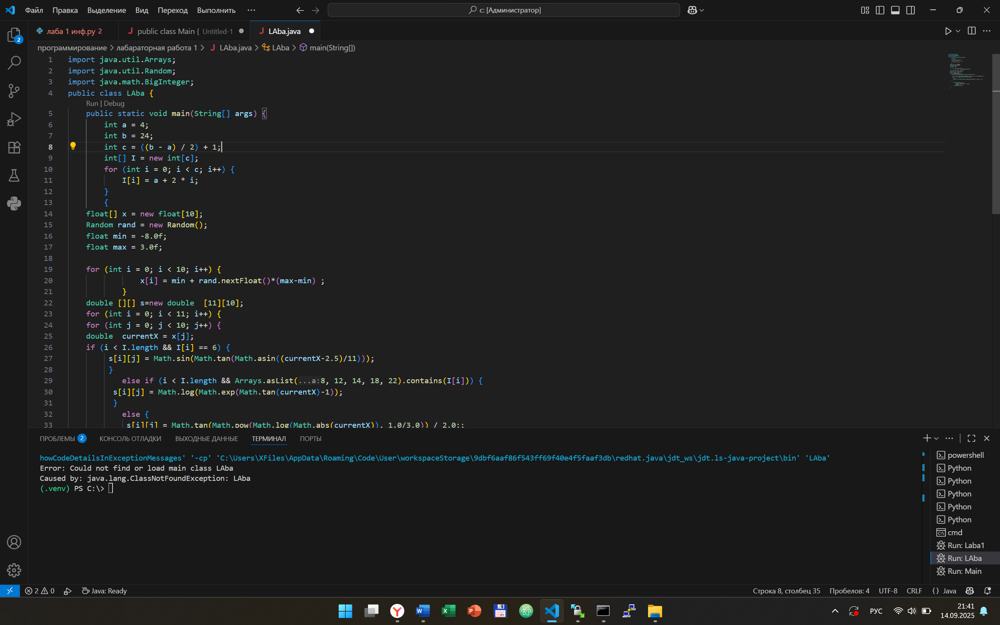 Файл Правка Выделение Вид Переход Выполнить ··· c: [Администратор]
лаба 1 инф.py 2 J public class Main { Untitled-1 J LAba.java
2
программирование > лабараторная работа 1 > J LAba.java > LAba > main(String[])
1 import java.util.Arrays;
2 import java.util.Random;
3 import java.math.BigInteger;
4 public class LAba {
Run | Debug
5 public static void main(String[] args) {
6 int a = 4;
7 int b = 24;
8 int c = ((b - a) / 2) + 1;
9 int[] I = new int[c];
10 for (int i = 0; i < c; i++) {
11 I[i] = a + 2 * i;
12 }
13 {
14 float[] x = new float[10];
15 Random rand = new Random();
16 float min = -8.0f;
17 float max = 3.0f;
18
19 for (int i = 0; i < 10; i++) {
20 x[i] = min + rand.nextFloat()*(max-min) ;
21 }
22 double [][] s=new double  [11][10];
23 for (int i = 0; i < 11; i++) {
24 for (int j = 0; j < 10; j++) {
25 double  currentX = x[j];
26 if (i < I.length && I[i] == 6) {
27 s[i][j] = Math.sin(Math.tan(Math.asin((currentX-2.5)/11)));
28 }
29 else if (i < I.length && Arrays.asList(...a:8, 12, 14, 18, 22).contains(I[i])) {
30 s[i][j] = Math.log(Math.exp(Math.tan(currentX)-1));
31 }
32 else {
33 s[i][j] = Math.tan(Math.pow(Math.log(Math.abs(currentX)), 1.0/3.0)) / 2.0;;
ПРОБЛЕМЫ 2 КОНСОЛЬ ОТЛАДКИ ВЫХОДНЫЕ ДАННЫЕ ТЕРМИНАЛ ПОРТЫ
howCodeDetailsInExceptionMessages' '-cp' 'C:\Users\XFiles\AppData\Roaming\Code\User\workspaceStorage\9dbf6aaf86f543ff69f40e4f5faaf3db\redhat.java\jdt_ws\jdt.ls-java-project\bin' 'LAba'
Error: Could not find or load main class LAba
Caused by: java.lang.ClassNotFoundException: LAba
(.venv) PS C:\>
powershell
Python
Python
Python
Python
Python
cmd
Run: Laba1
Run: LAba
Run: Main
2 0 Java: Ready Строка 8, столбец 35 Пробелов: 4 UTF-8 CRLF {} Java
РУС 21:41
14.09.2025